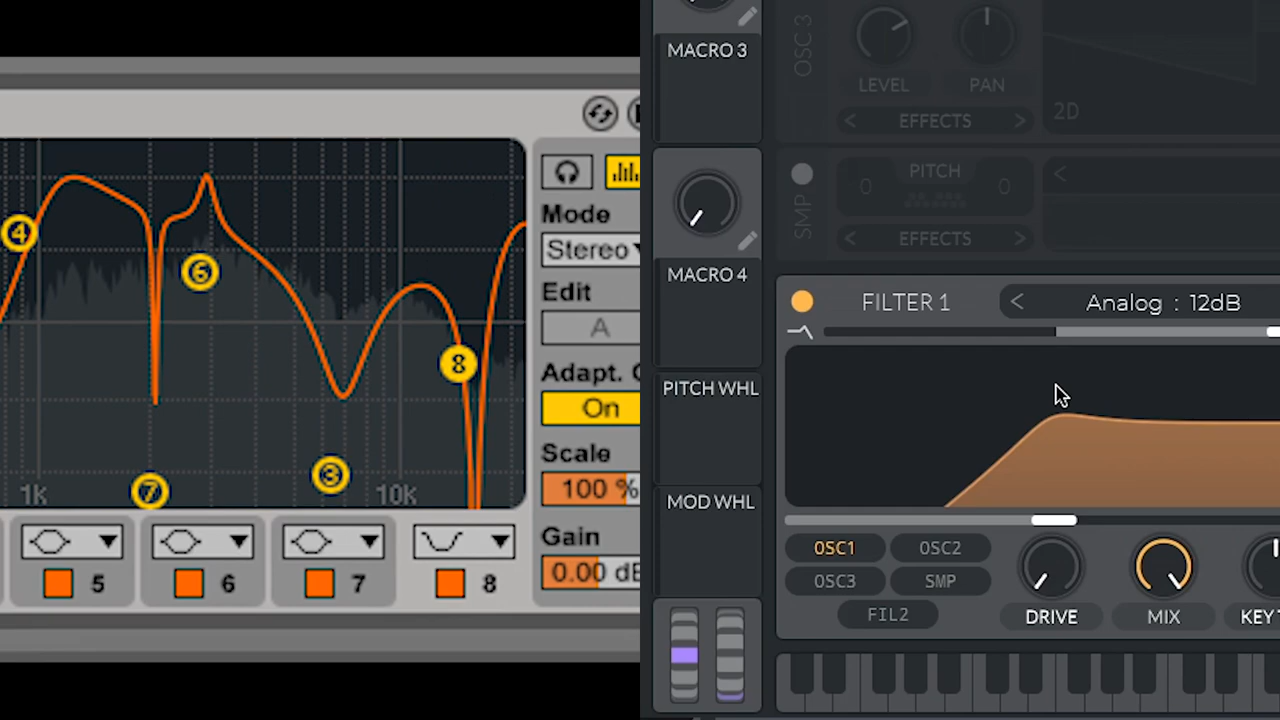 4
6
8
7
3
1k
10k
5
6
7
8
Mode
Stereo
Edit
A
Adapt.
On
Scale
100 %
Gain
0.00 dB
MACRO 3
MACRO 4
PITCH WHL
MOD WHL
OSC 3
LEVEL
PAN
< EFFECTS >
2D
SMP
0
PITCH
0
<
< EFFECTS >
FILTER 1
< Analog : 12dB
OSC1
OSC2
OSC3
SMP
FIL2
DRIVE
MIX
KEY